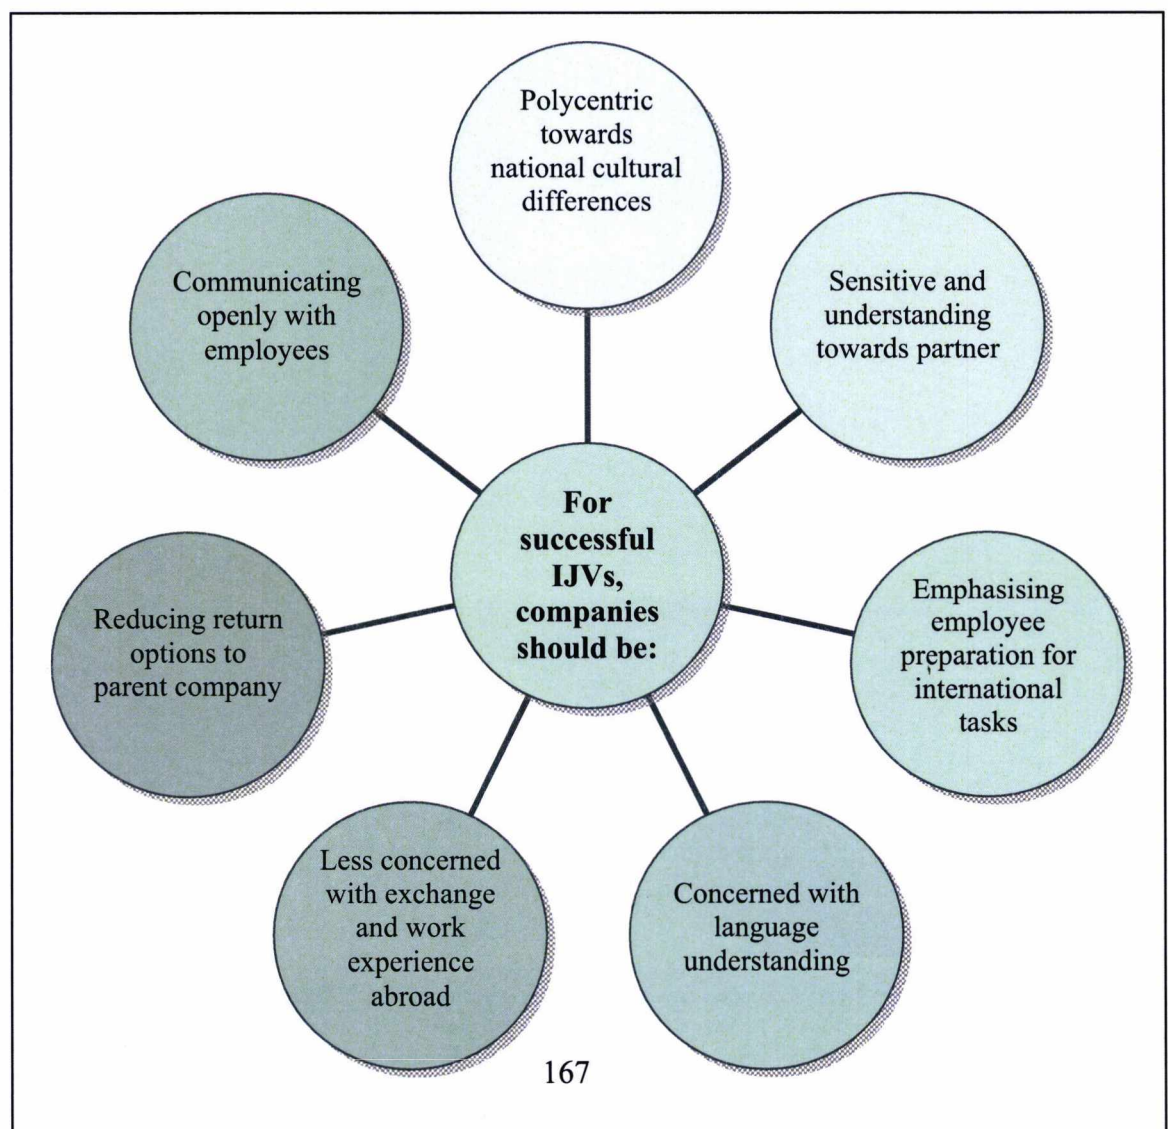 Polycentric
towards
national cultural
differences
Sensitive and
understanding
towards partner
Emphasising
employee
preparation for
international
tasks
Concerned with
language
understanding
Less concerned
with exchange
and work
experience
abroad
Reducing return
options to
parent company
Communicating
openly with
employees
For
successful
IJVs,
companies
should be:
167